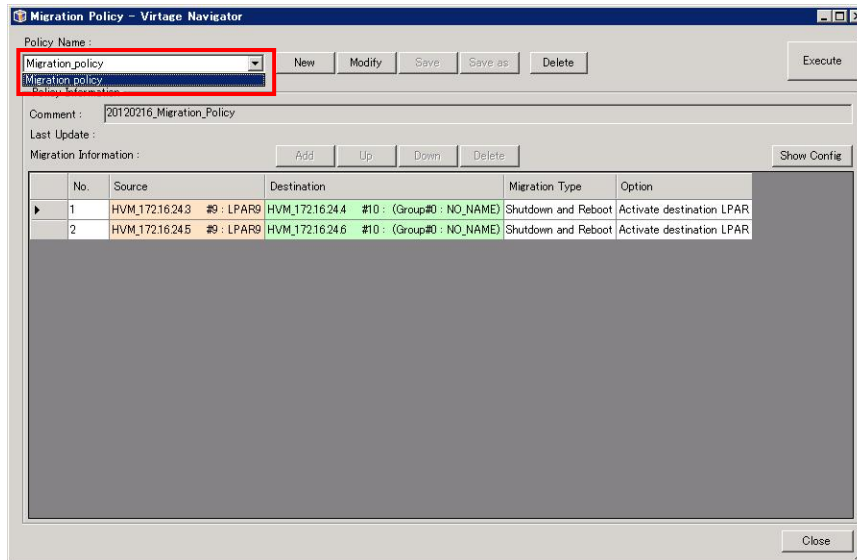 Migration Policy - Virtage Navigator
Policy Name :
Migration_policy New Modify Save Save as Delete Execute
Migration_policy
Policy Information
Comment : 20120216_Migration_Policy
Last Update :
Migration Information : Add Up Down Delete Show Config
No. Source Destination Migration Type Option
1 HVM_172.16.24.3 #9 : LPAR9 HVM_172.16.24.4 #10 : (Group#0 : NO_NAME) Shutdown and Reboot Activate destination LPAR
2 HVM_172.16.24.5 #9 : LPAR9 HVM_172.16.24.6 #10 : (Group#0 : NO_NAME) Shutdown and Reboot Activate destination LPAR
Close